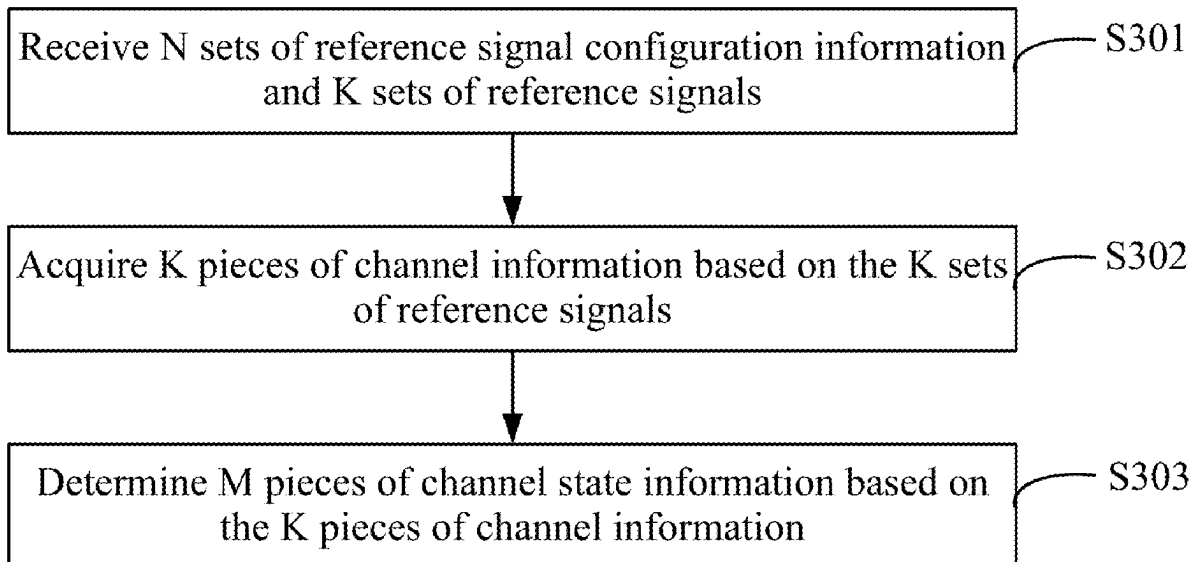 Receive N sets of reference signal configuration information
and K sets of reference signals
S301
Acquire K pieces of channel information based on the K sets
of reference signals
S302
Determine M pieces of channel state information based on
the K pieces of channel information
S303